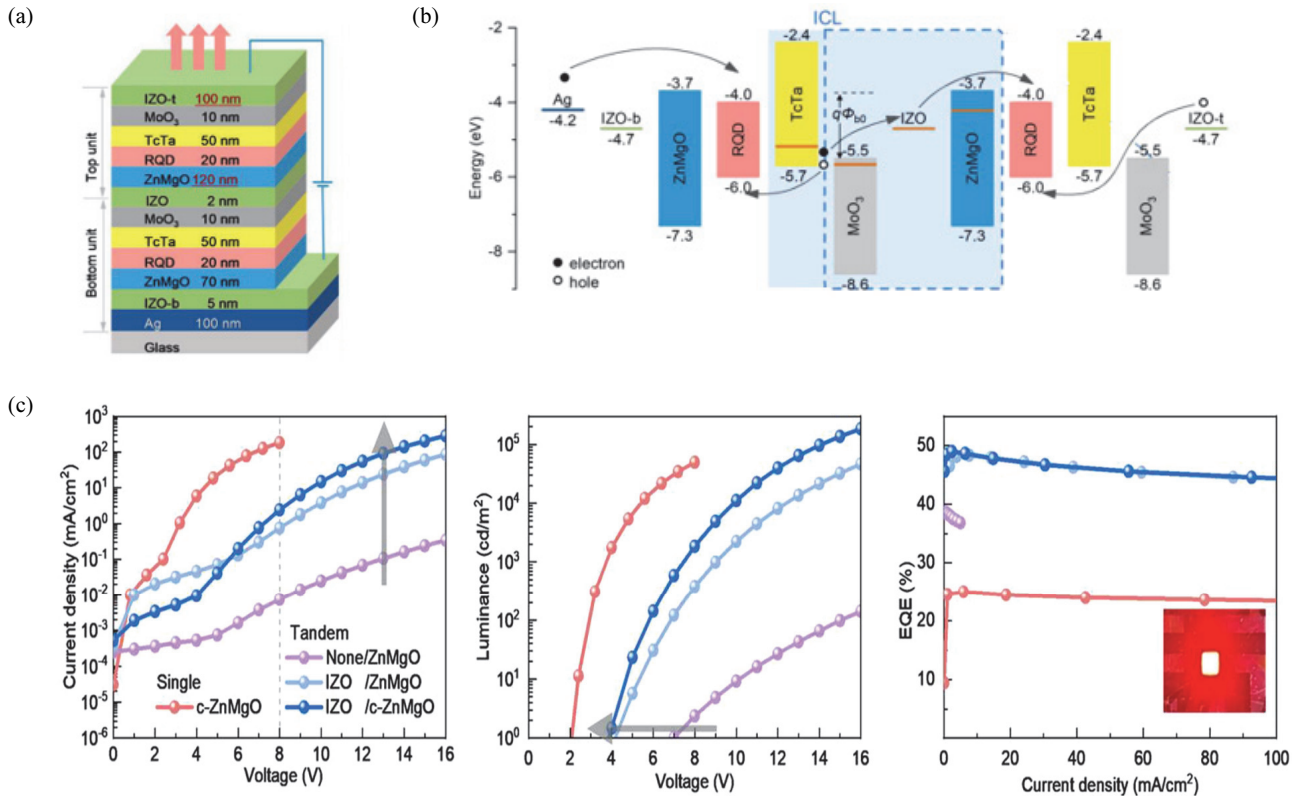 (a)
Top unit
Bottom unit
IZO-t 100 nm
MoO3 10 nm
TcTa 50 nm
RQD 20 nm
ZnMgO 120 nm
IZO 2 nm
MoO3 10 nm
TcTa 50 nm
RQD 20 nm
ZnMgO 70 nm
IZO-b 5 nm
Ag 100 nm
Glass
(b)
ICL
Energy (eV)
-2
-4
-6
-8
-9
Ag
-4.2
IZO-b
-4.7
-3.7
ZnMgO
-7.3
-4.0
RQD
-6.0
-2.4
TcTa
-5.7
qΦb0
-5.5
MoO3
-8.6
IZO
-3.7
ZnMgO
-7.3
-4.0
RQD
-6.0
-2.4
TcTa
-5.7
-5.5
MoO3
-8.6
IZO-t
-4.7
electron
hole
(c)
Current density (mA/cm2)
10^3
10^2
10^1
10^0
10^-1
10^-2
10^-3
10^-4
10^-5
10^-6
0 2 4 6 8 10 12 14 16
Voltage (V)
Single
c-ZnMgO
Tandem
None/ZnMgO
IZO /ZnMgO
IZO /c-ZnMgO
Luminance (cd/m2)
10^5
10^4
10^3
10^2
10^1
10^0
0 2 4 6 8 10 12 14 16
Voltage (V)
EQE (%)
50
40
30
20
10
0 20 40 60 80 100
Current density (mA/cm2)